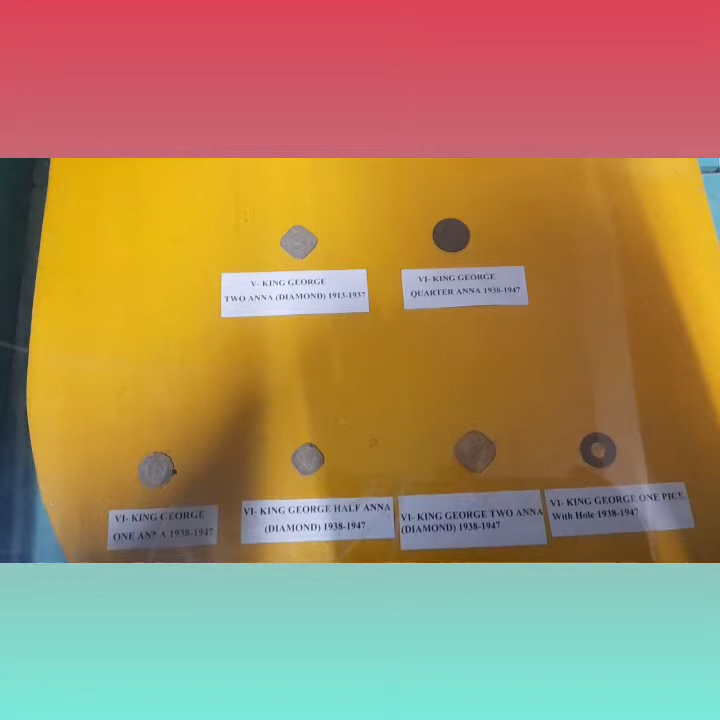 V- KING GEORGE
TWO ANNA (DIAMOND) 1913-1937
VI- KING GEORGE
QUARTER ANNA 1938-1947
VI- KING GEORGE
ONE AN* A 1938-1947
VI- KING GEORGE HALF ANNA
(DIAMOND) 1938-1947
VI- KING GEORGE TWO ANNA
(DIAMOND) 1938-1947
VI- KING GEORGE ONE PICE
With Hole 1938-1947